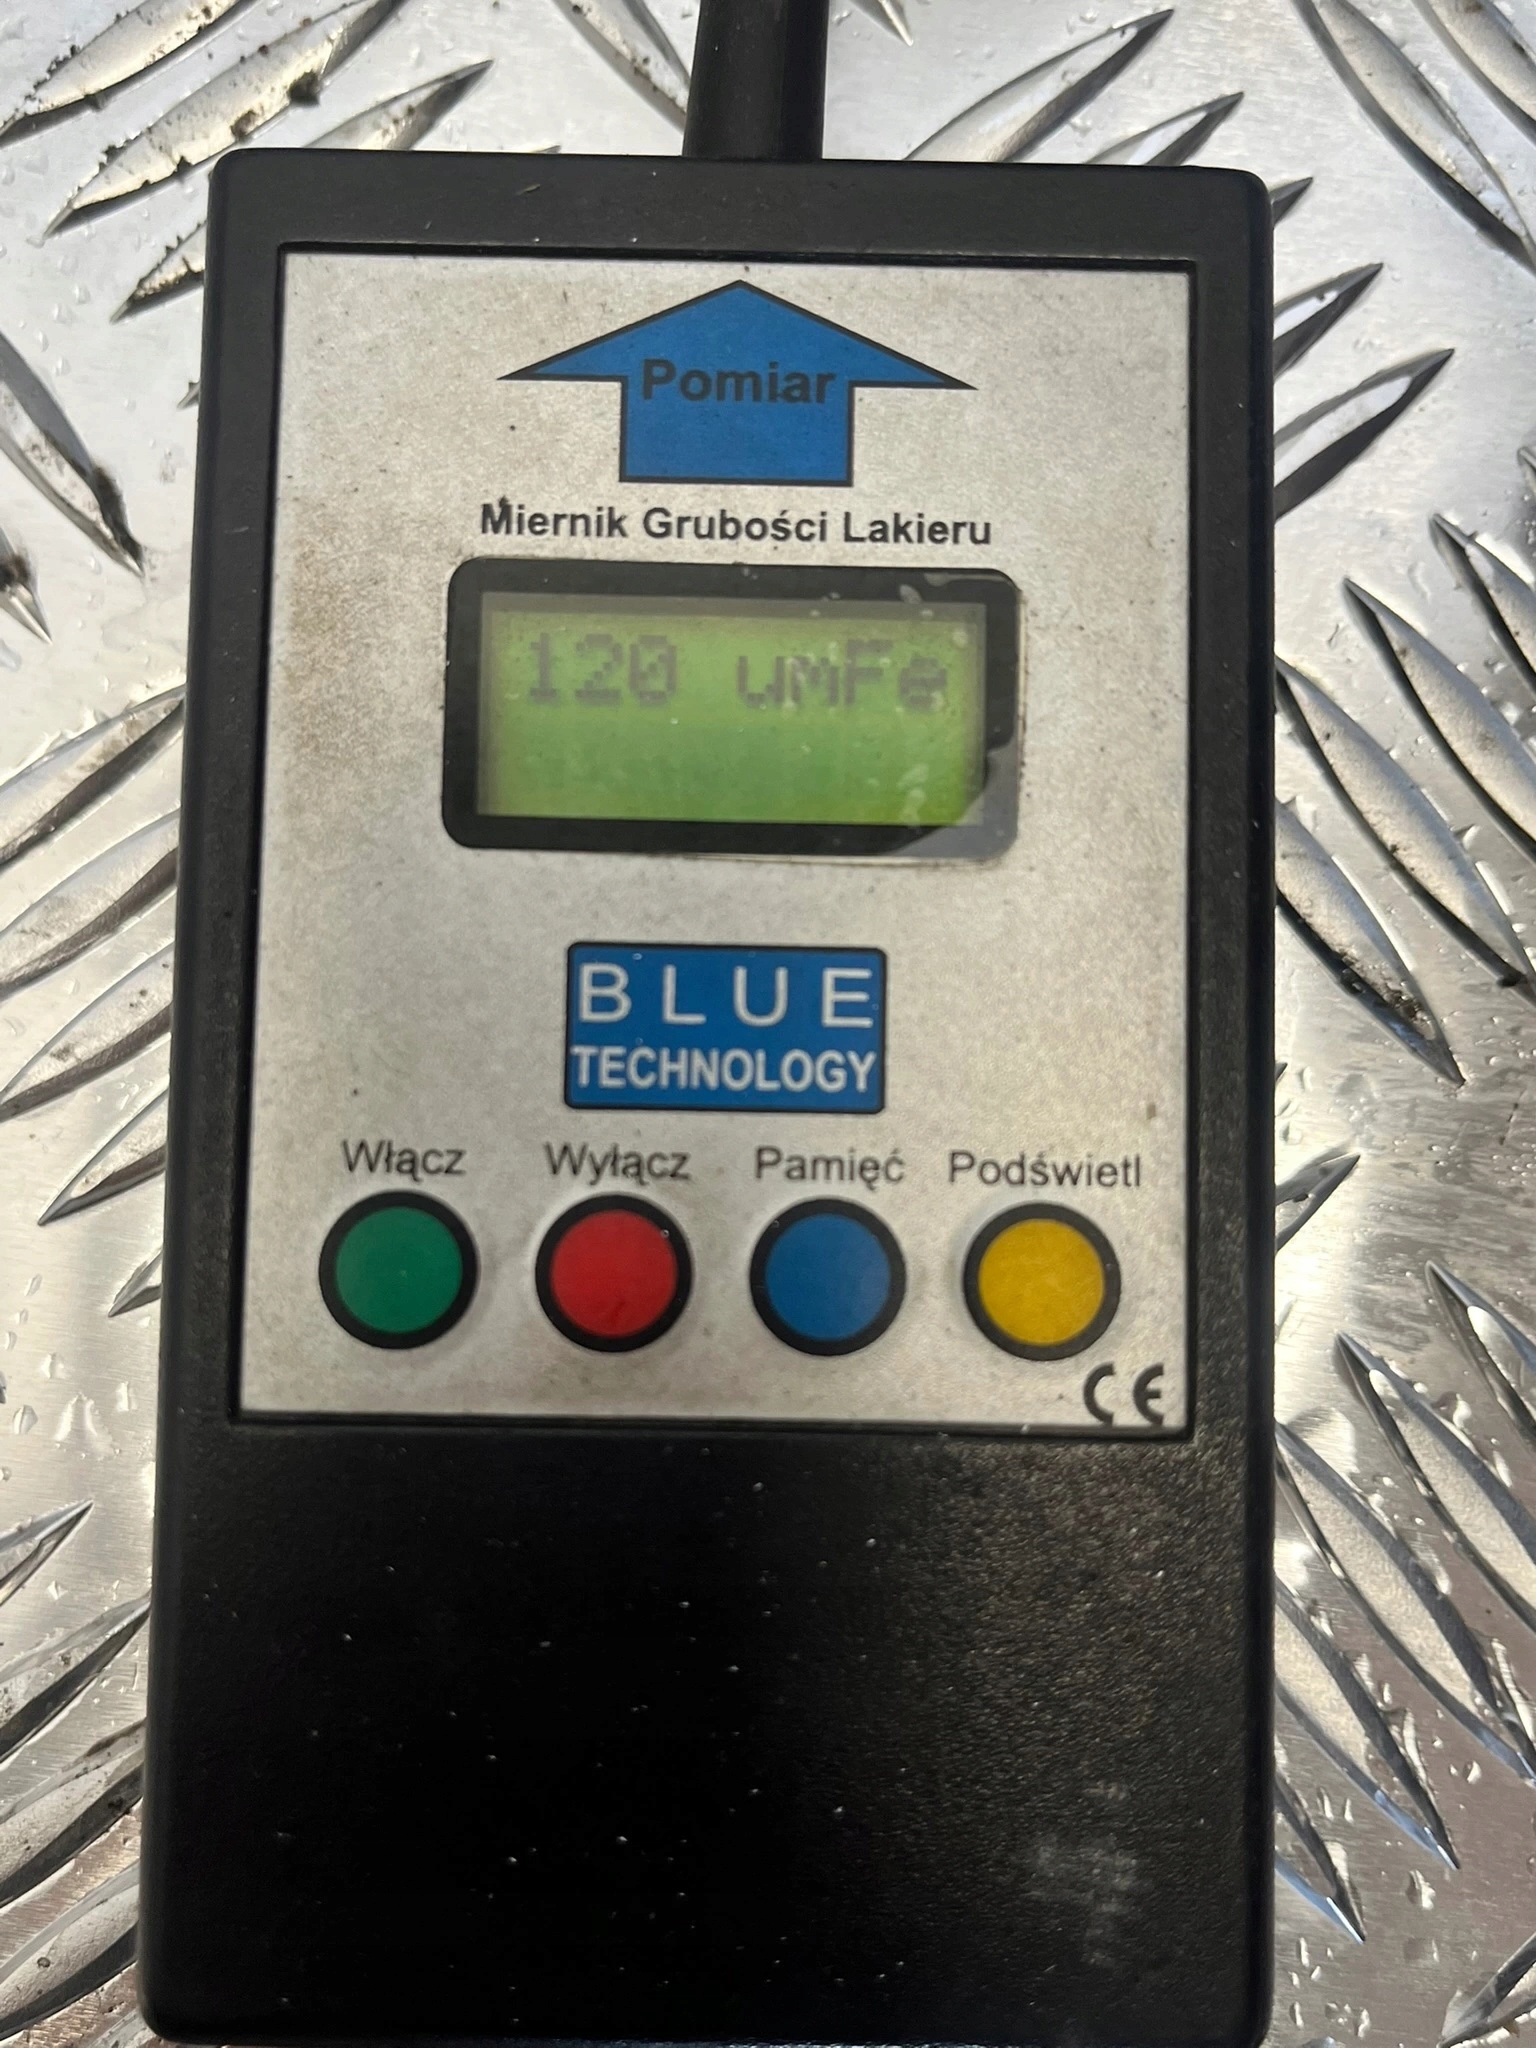 Pomiar
Miernik Grubości Lakieru
120 umFe
BLUE
TECHNOLOGY
Włącz Wyłącz Pamięć Podświetl
CE